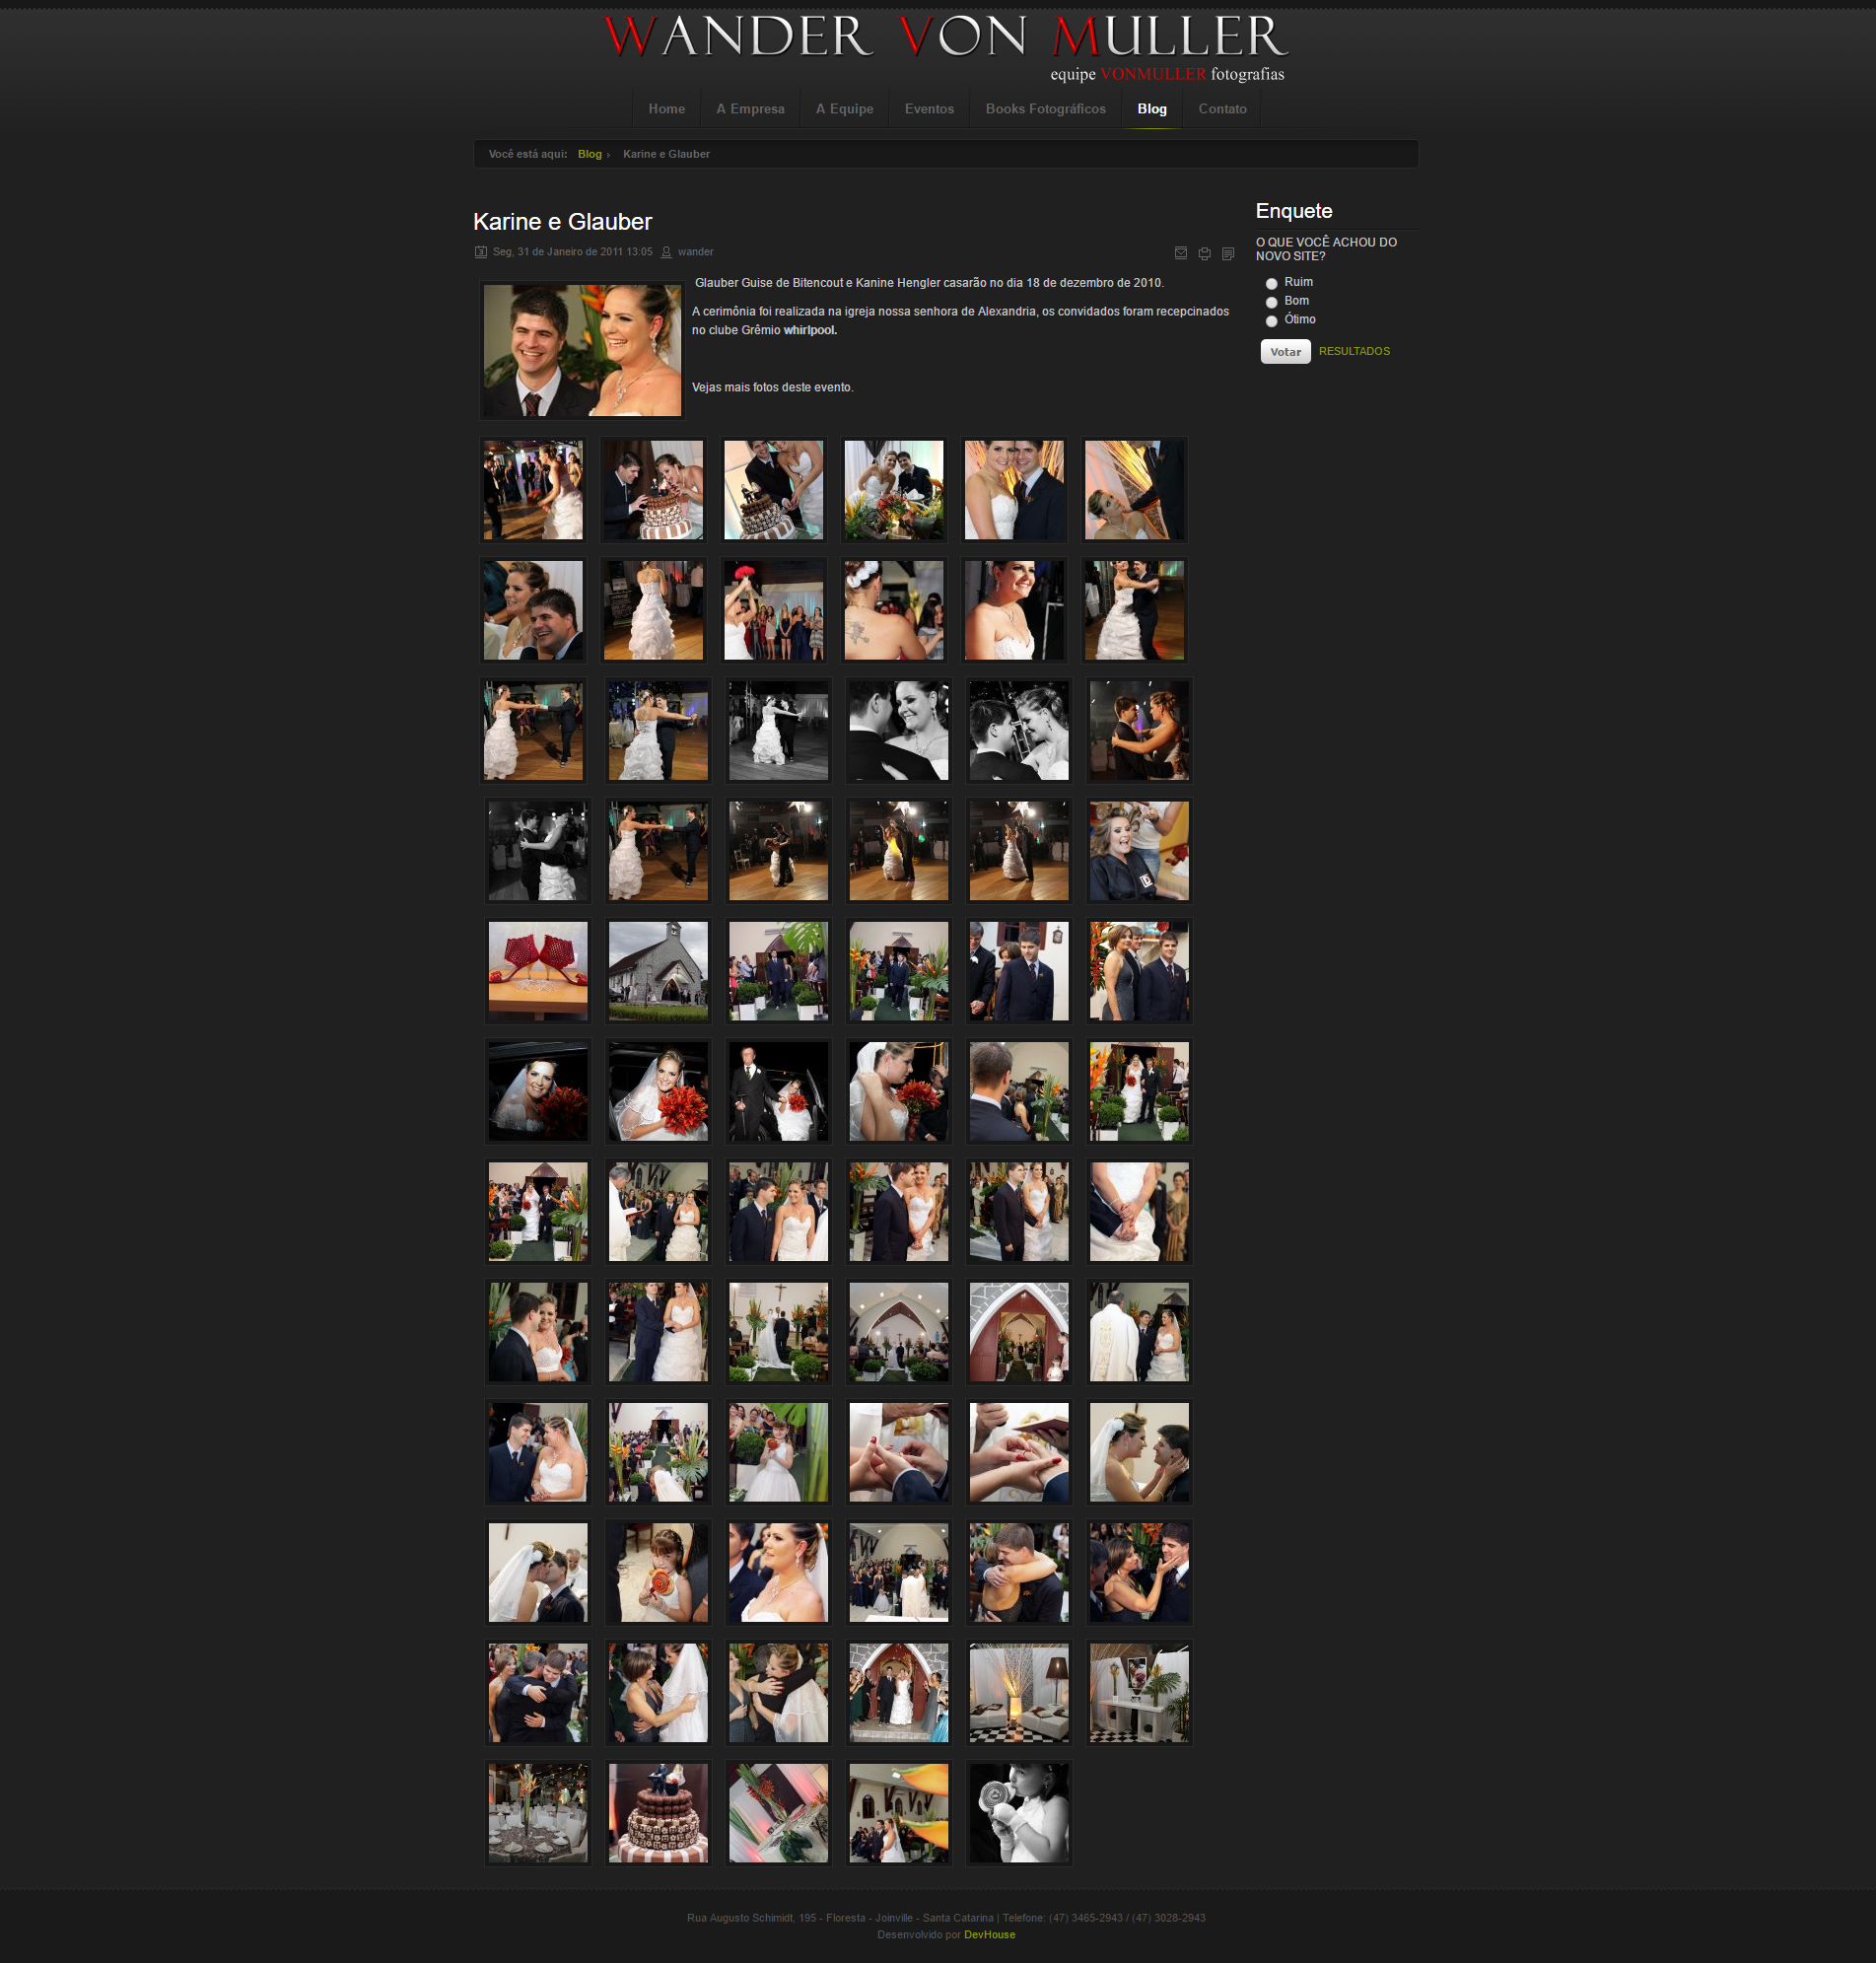 WANDER VON MULLER
equipe VONMULLER fotografias
Home A Empresa A Equipe Eventos Books Fotográficos Blog Contato
Você está aqui: Blog › Karine e Glauber
Karine e Glauber
Seg, 31 de Janeiro de 2011 13:05 wander
Glauber Guise de Bitencout e Kanine Hengler casarão no dia 18 de dezembro de 2010.
A cerimônia foi realizada na igreja nossa senhora de Alexandria, os convidados foram recepcinados
no clube Grêmio whirlpool.
Vejas mais fotos deste evento.
Enquete
O QUE VOCÊ ACHOU DO
NOVO SITE?
Ruim
Bom
Ótimo
Votar RESULTADOS
Rua Augusto Schimidt, 195 - Floresta - Joinville - Santa Catarina | Telefone: (47) 3465-2943 / (47) 3028-2943
Desenvolvido por DevHouse